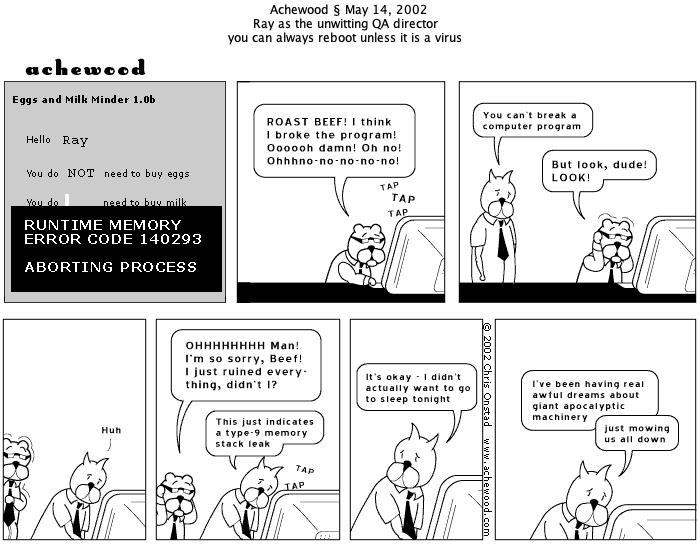 Achewood § May 14, 2002
Ray as the unwitting QA director
you can always reboot unless it is a virus
achewood
Eggs and Milk Minder 1.0b
Hello Ray
You do NOT need to buy eggs
You do need to buy milk
RUNTIME MEMORY
ERROR CODE 140293
ABORTING PROCESS
ROAST BEEF! I think
I broke the program!
Oooooh damn! Oh no!
Ohhhno-no-no-no-no!
TAP
TAP
TAP
You can't break a
computer program
But look, dude!
LOOK!
Huh
OHHHHHHHH Man!
I'm so sorry, Beef!
I just ruined every-
thing, didn't I?
This just indicates
a type-9 memory
stack leak
TAP
TAP
It's okay - I didn't
actually want to go
to sleep tonight
© 2002 Chris Onstad www.achewood.com
I've been having real
awful dreams about
giant apocalyptic
machinery
just mowing
us all down